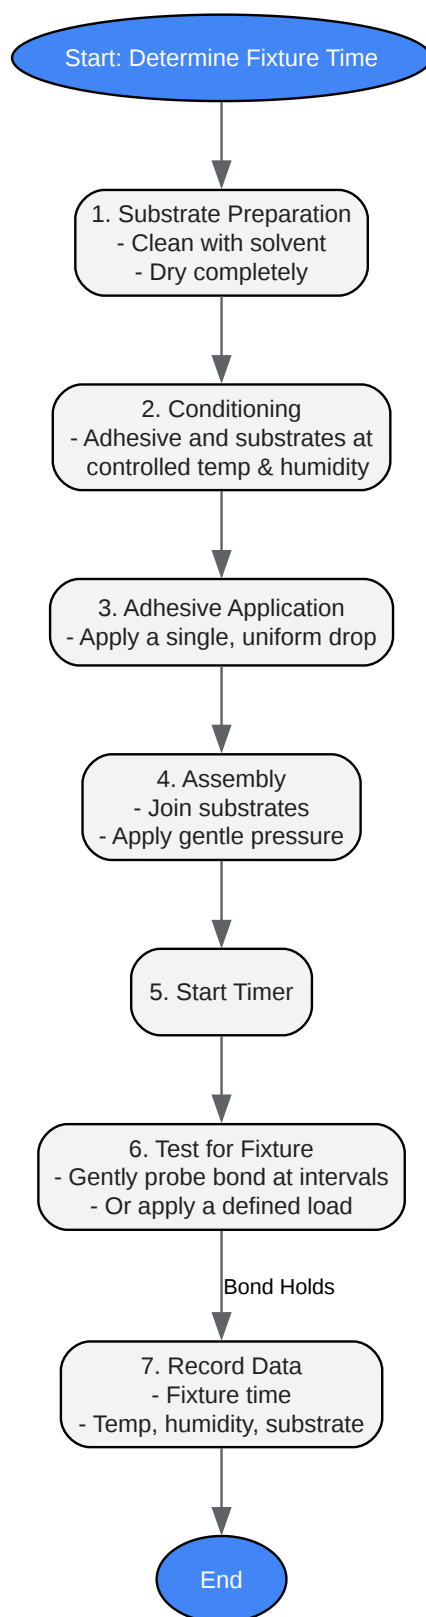 Start: Determine Fixture Time
1. Substrate Preparation
- Clean with solvent
- Dry completely
2. Conditioning
- Adhesive and substrates at
controlled temp & humidity
3. Adhesive Application
- Apply a single, uniform drop
4. Assembly
- Join substrates
- Apply gentle pressure
5. Start Timer
6. Test for Fixture
- Gently probe bond at intervals
- Or apply a defined load
Bond Holds
7. Record Data
- Fixture time
- Temp, humidity, substrate
End